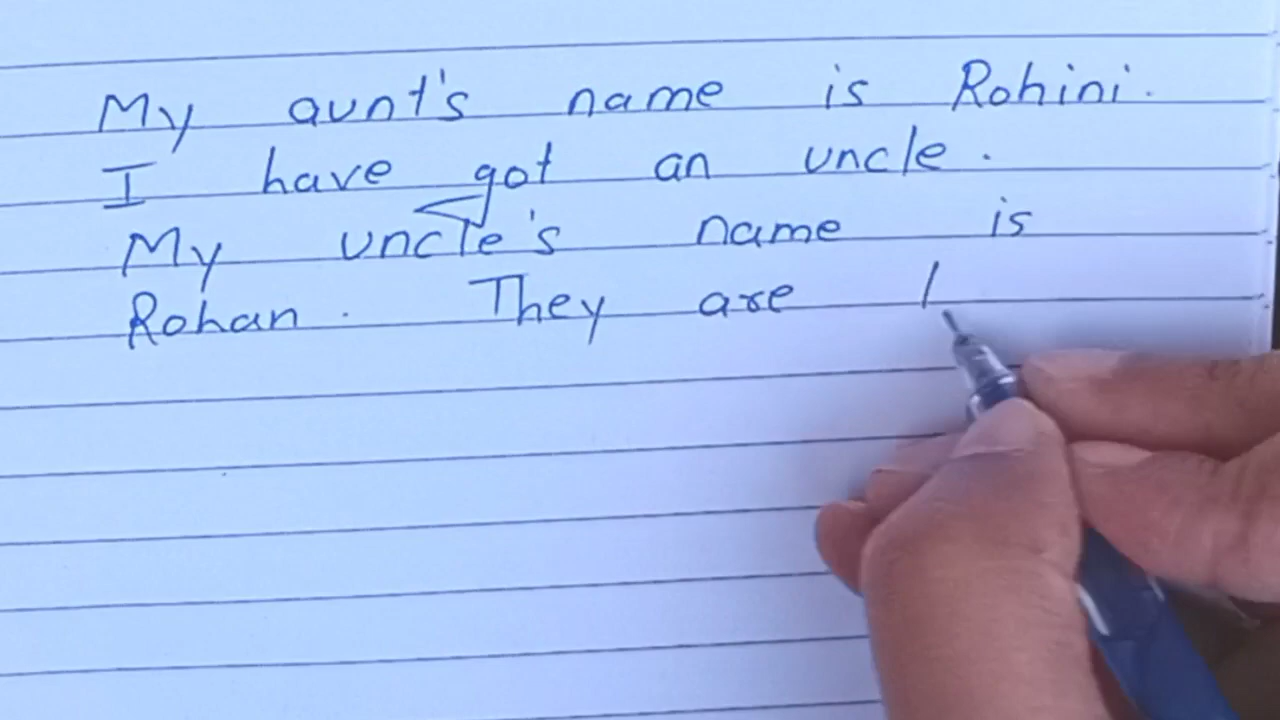 My aunt's name is Rohini.
I have got an uncle.
My uncle's name is
Rohan. They are